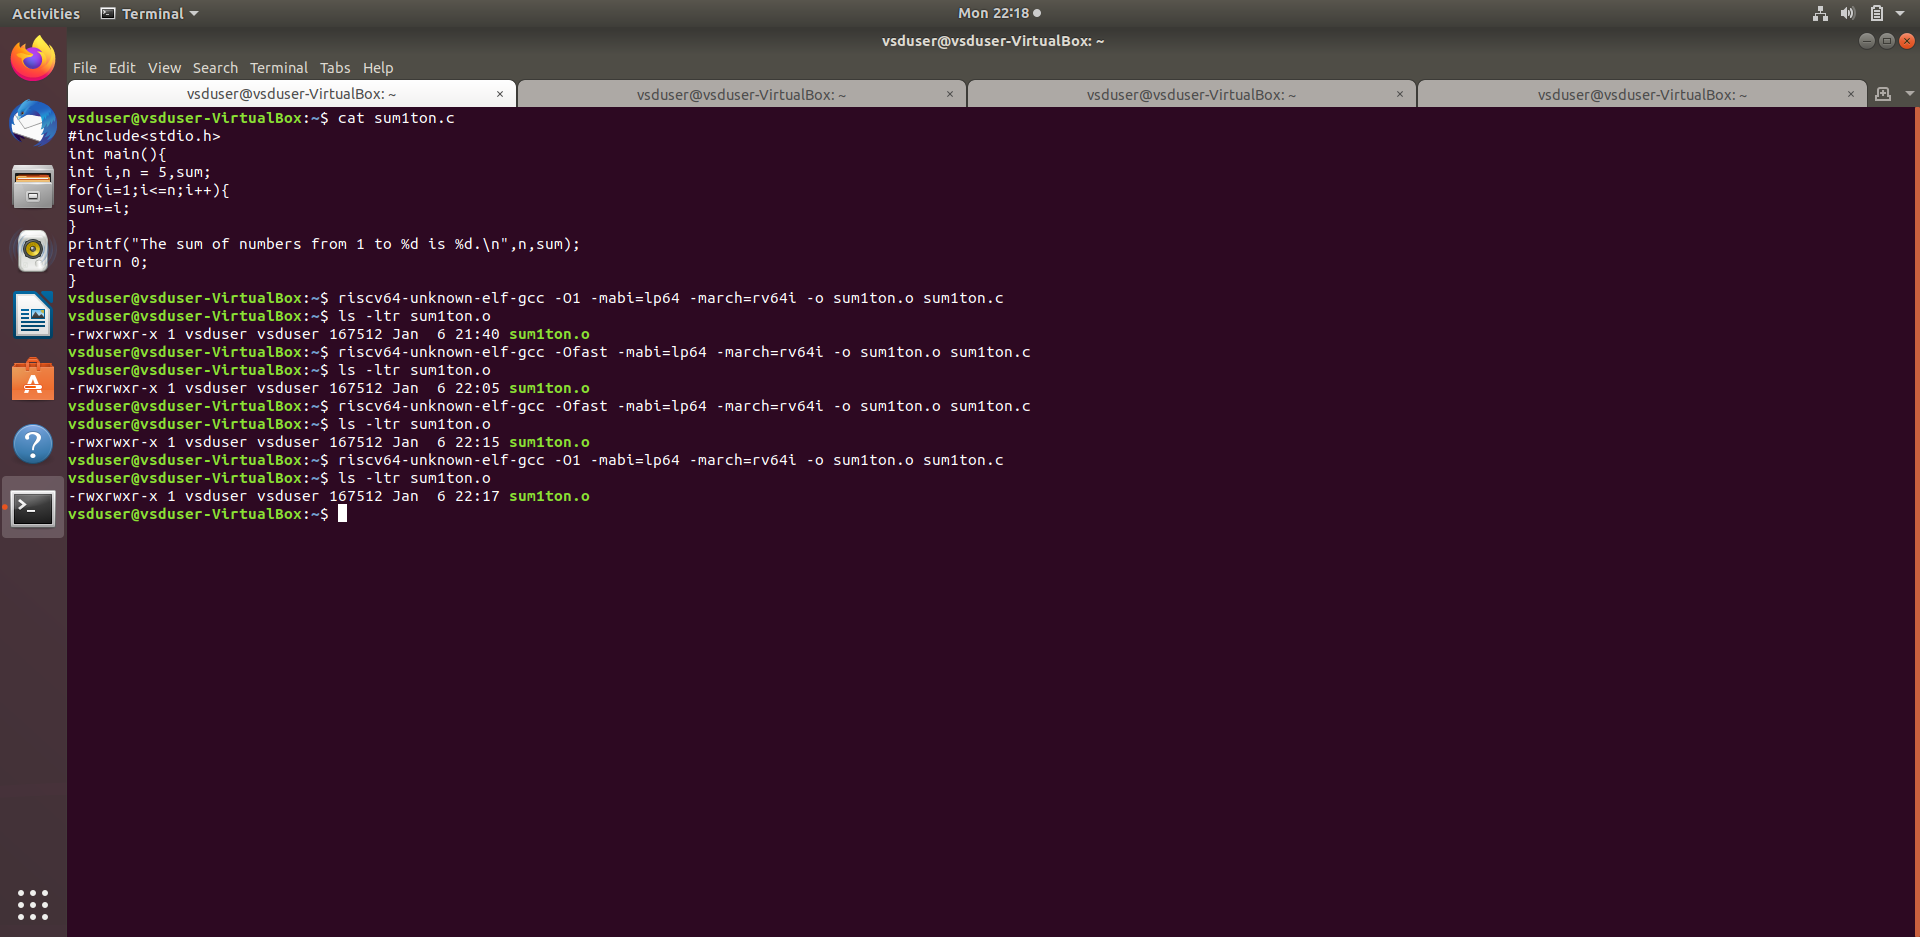 Activities Terminal Mon 22:18
vsduser@vsduser-VirtualBox: ~
File Edit View Search Terminal Tabs Help
vsduser@vsduser-VirtualBox: ~ × vsduser@vsduser-VirtualBox: ~ × vsduser@vsduser-VirtualBox: ~ × vsduser@vsduser-VirtualBox: ~ ×
vsduser@vsduser-VirtualBox:~$ cat sum1ton.c
#include<stdio.h>
int main(){
int i,n = 5,sum;
for(i=1;i<=n;i++){
sum+=i;
}
printf("The sum of numbers from 1 to %d is %d.\n",n,sum);
return 0;
}
vsduser@vsduser-VirtualBox:~$ riscv64-unknown-elf-gcc -O1 -mabi=lp64 -march=rv64i -o sum1ton.o sum1ton.c
vsduser@vsduser-VirtualBox:~$ ls -ltr sum1ton.o
-rwxrwxr-x 1 vsduser vsduser 167512 Jan  6 21:40 sum1ton.o
vsduser@vsduser-VirtualBox:~$ riscv64-unknown-elf-gcc -Ofast -mabi=lp64 -march=rv64i -o sum1ton.o sum1ton.c
vsduser@vsduser-VirtualBox:~$ ls -ltr sum1ton.o
-rwxrwxr-x 1 vsduser vsduser 167512 Jan  6 22:05 sum1ton.o
vsduser@vsduser-VirtualBox:~$ riscv64-unknown-elf-gcc -Ofast -mabi=lp64 -march=rv64i -o sum1ton.o sum1ton.c
vsduser@vsduser-VirtualBox:~$ ls -ltr sum1ton.o
-rwxrwxr-x 1 vsduser vsduser 167512 Jan  6 22:15 sum1ton.o
vsduser@vsduser-VirtualBox:~$ riscv64-unknown-elf-gcc -O1 -mabi=lp64 -march=rv64i -o sum1ton.o sum1ton.c
vsduser@vsduser-VirtualBox:~$ ls -ltr sum1ton.o
-rwxrwxr-x 1 vsduser vsduser 167512 Jan  6 22:17 sum1ton.o
vsduser@vsduser-VirtualBox:~$